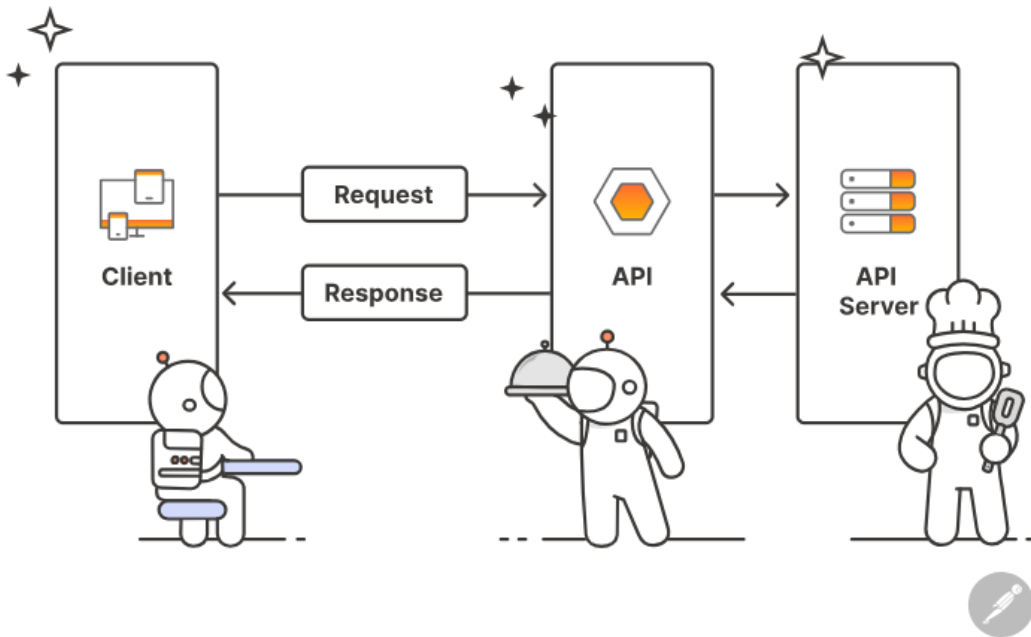 Request
Client
Response
API
API
Server